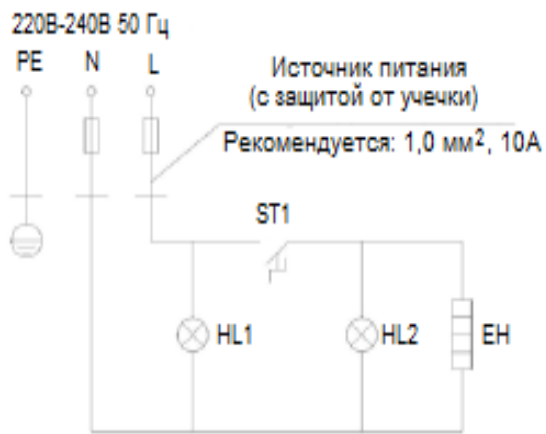 220В-240В 50 Гц
PE N L
Источник питания
(с защитой от учечки)
Рекомендуется: 1,0 мм², 10А
ST1
HL1 HL2 EH